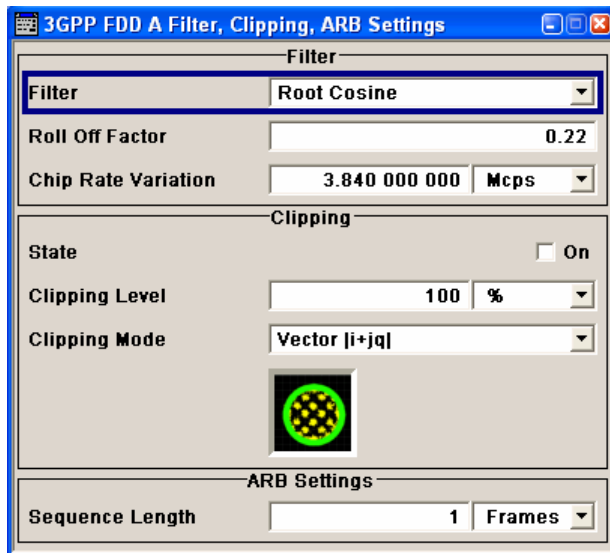 3GPP FDD A Filter, Clipping, ARB Settings
Filter
Filter Root Cosine
Roll Off Factor 0.22
Chip Rate Variation 3.840 000 000 Mcps
Clipping
State On
Clipping Level 100 %
Clipping Mode Vector |i+jq|
ARB Settings
Sequence Length 1 Frames